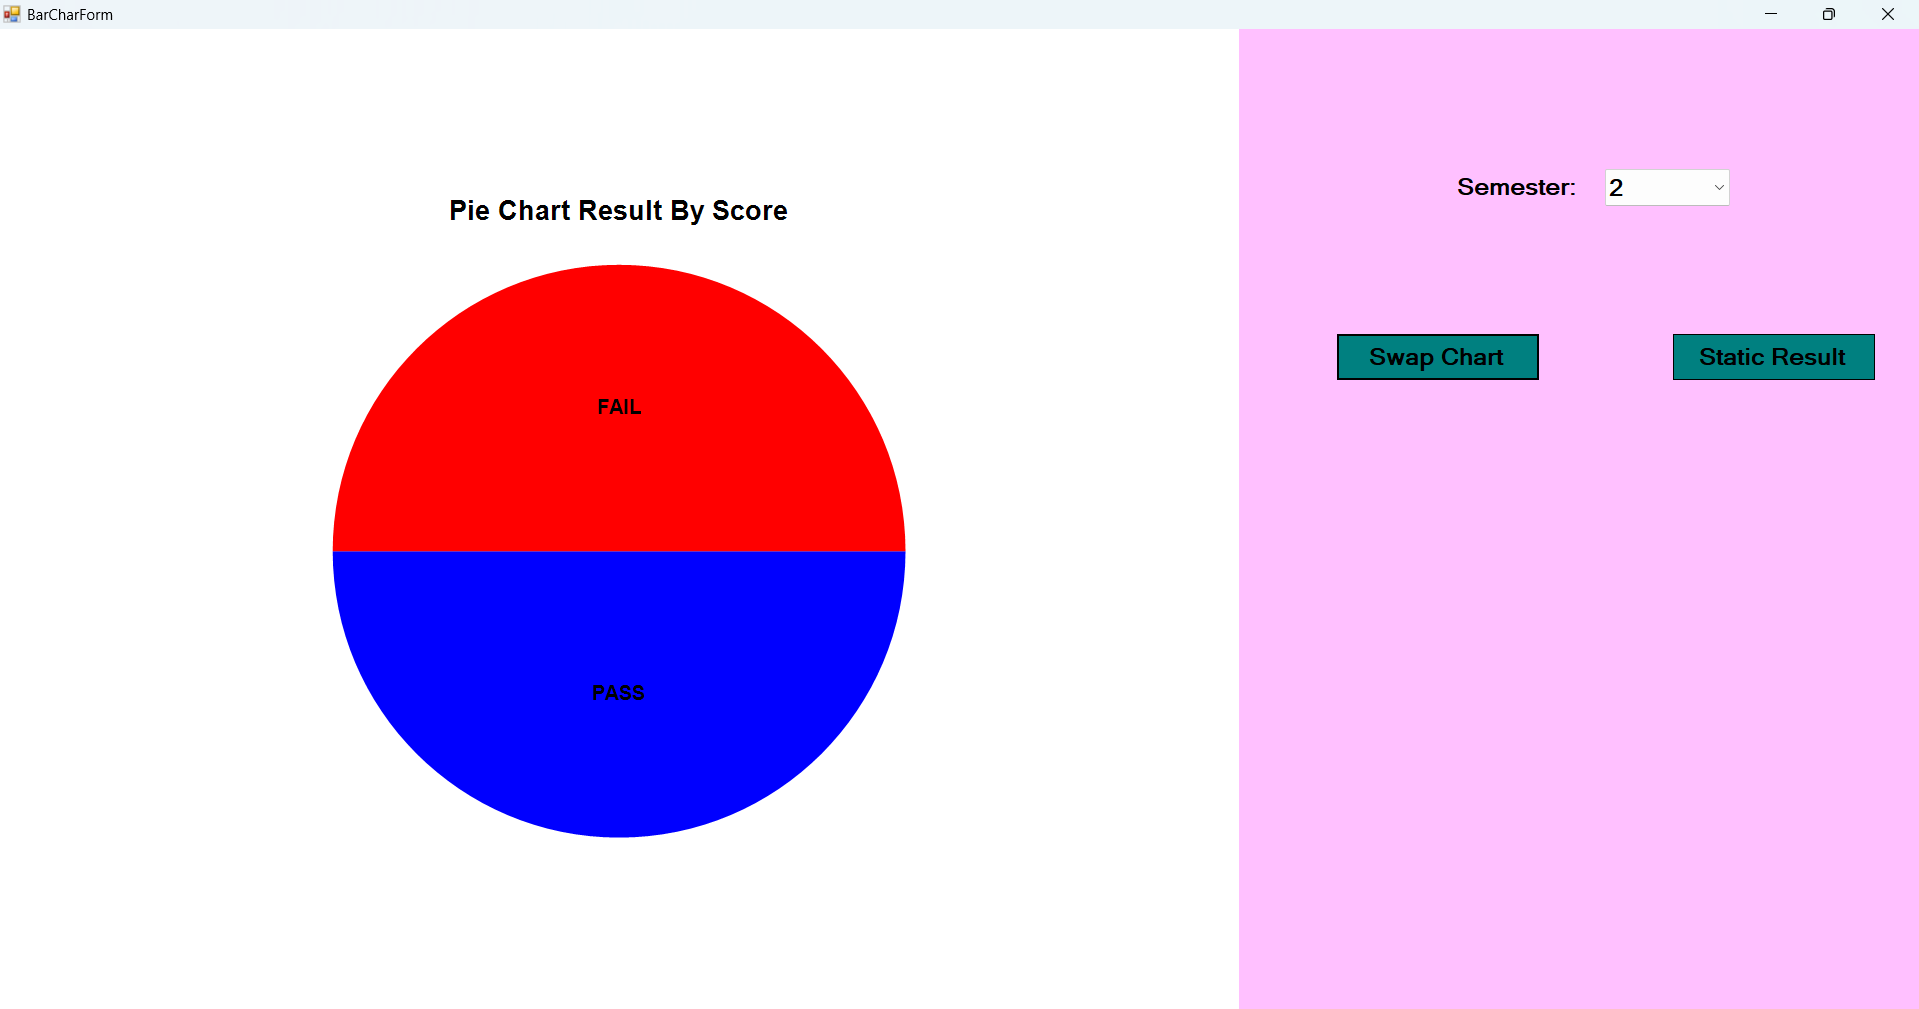 BarCharForm
Pie Chart Result By Score
FAIL
PASS
Semester:
2
Swap Chart
Static Result